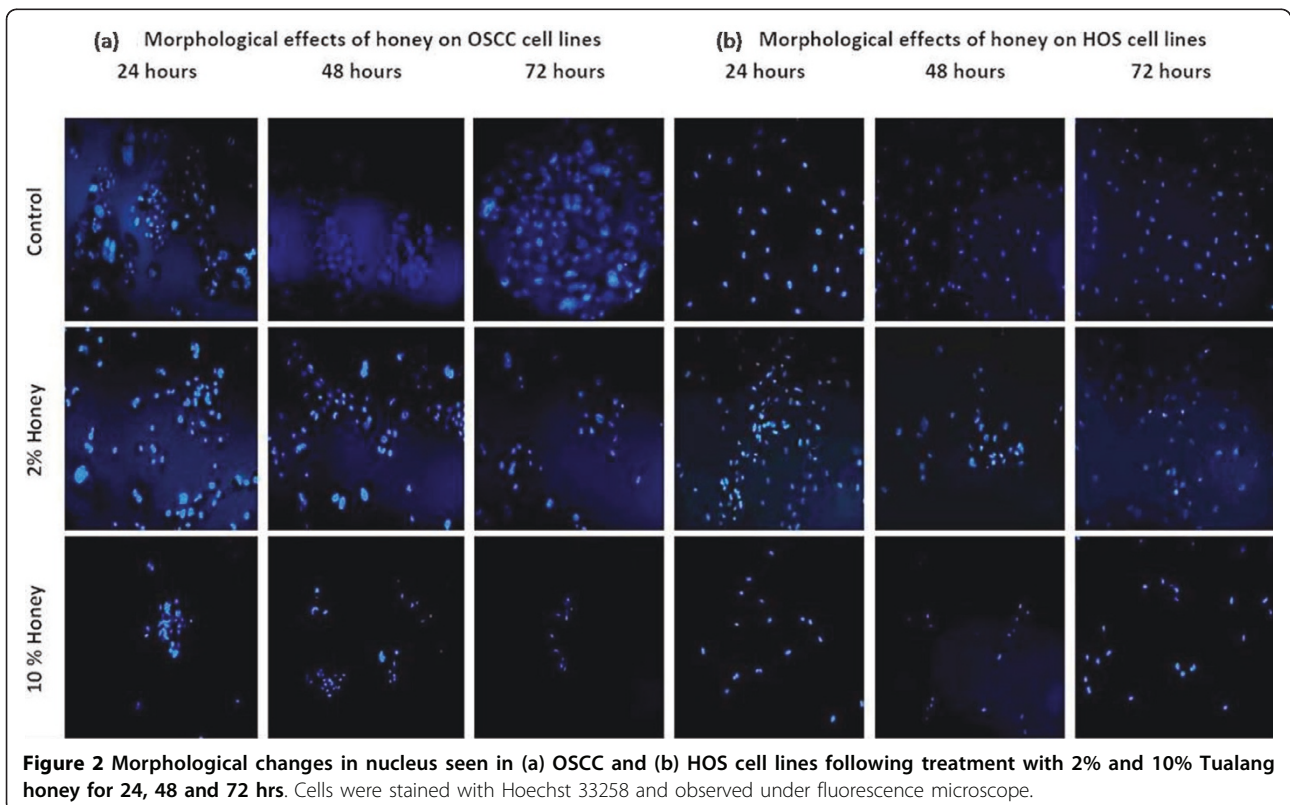 (a) Morphological effects of honey on OSCC cell lines
24 hours 48 hours 72 hours
(b) Morphological effects of honey on HOS cell lines
24 hours 48 hours 72 hours
Control
2% Honey
10 % Honey
Figure 2 Morphological changes in nucleus seen in (a) OSCC and (b) HOS cell lines following treatment with 2% and 10% Tualang
honey for 24, 48 and 72 hrs. Cells were stained with Hoechst 33258 and observed under fluorescence microscope.